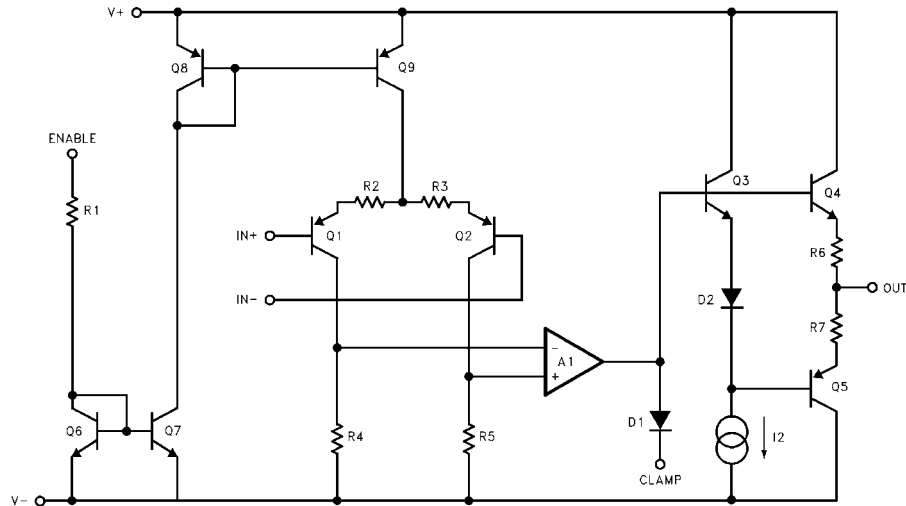 V+
Q8
Q9
ENABLE
R1
R2
R3
Q3
Q4
IN+
Q1
Q2
R6
IN-
D2
OUT
R7
-
A1
+
Q5
Q6
Q7
R4
R5
D1
I2
CLAMP
V-